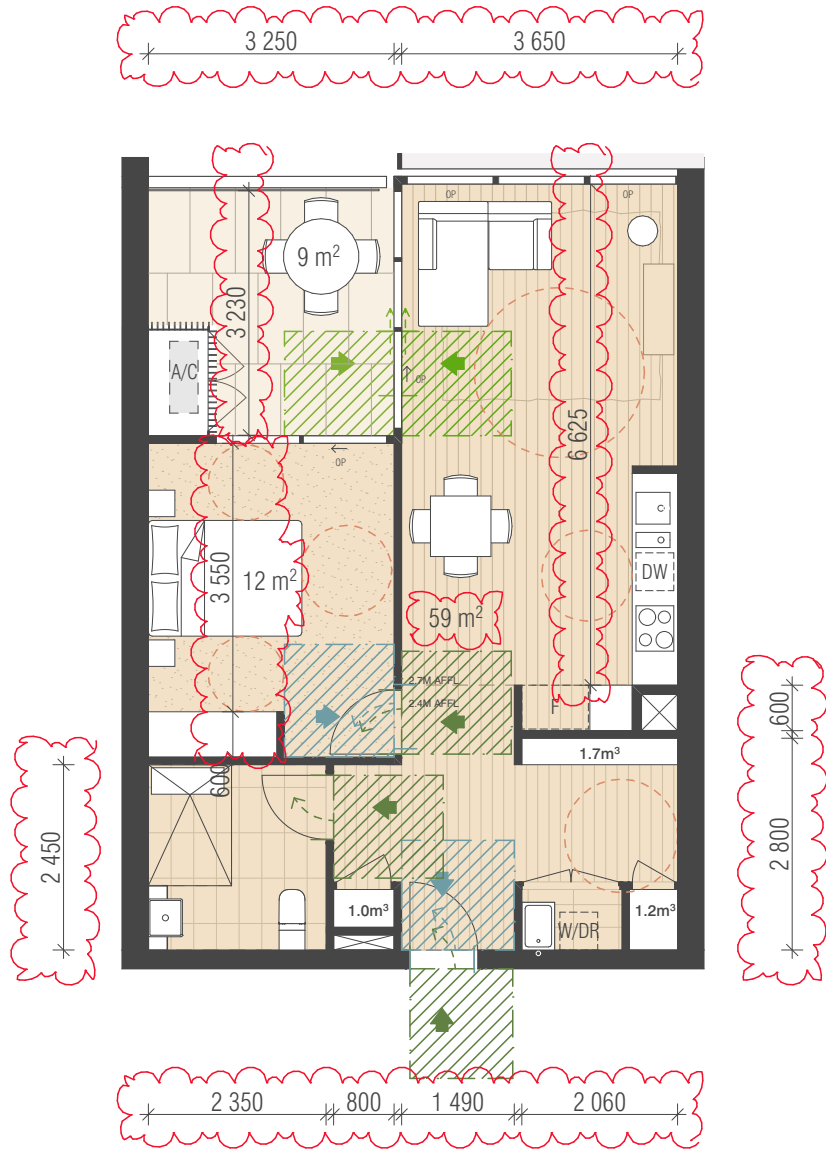 3 250
3 650
OP
OP
9 m²
3 230
A/C
OP
6 625
OP
3 550
12 m²
DW
59 m²
2.7M AFFL
2.4M AFFL
F
600
1.7m³
600
2 450
2 800
1.0m³
1.2m³
W/DR
2 350
800
1 490
2 060